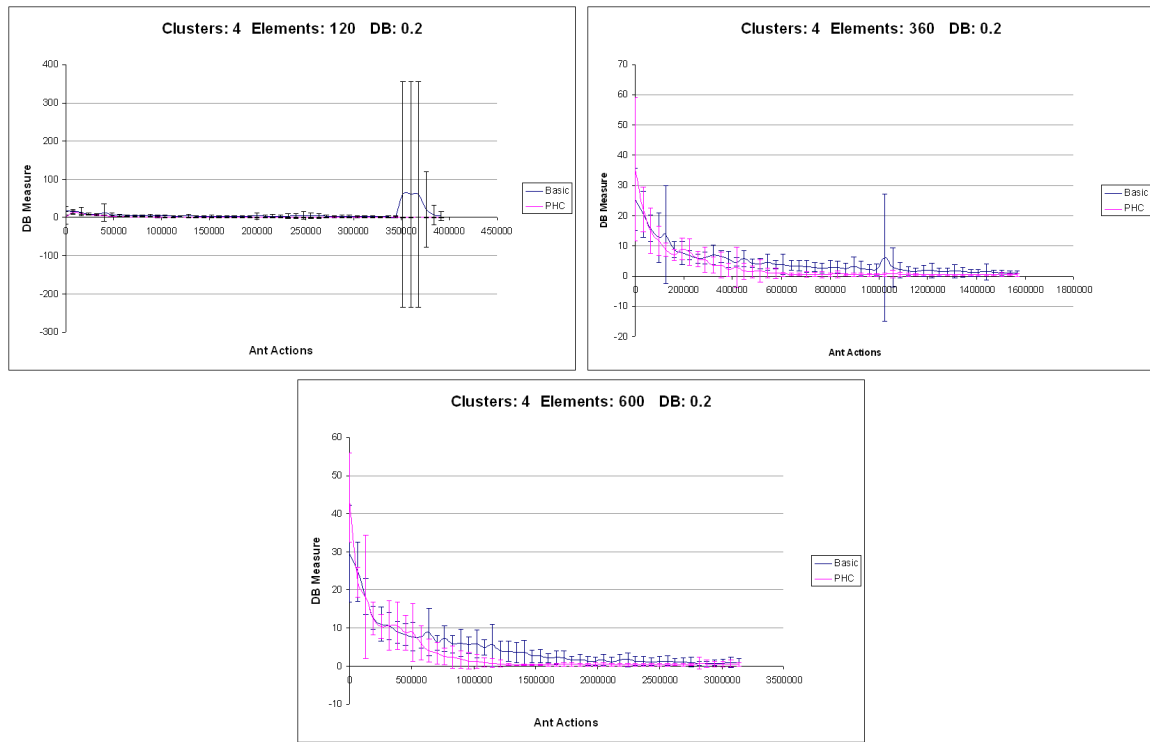 Clusters: 4 Elements: 120 DB: 0.2
400
300
200
100
0
-100
-200
-300
DB Measure
0 50000 100000 150000 200000 250000 300000 350000 400000 450000
Ant Actions
Basic
PHC
Clusters: 4 Elements: 360 DB: 0.2
70
60
50
40
30
20
10
0
-10
-20
DB Measure
0 200000 400000 600000 800000 1000000 1200000 1400000 1600000 1800000
Ant Actions
Basic
PHC
Clusters: 4 Elements: 600 DB: 0.2
60
50
40
30
20
10
0
-10
DB Measure
0 500000 1000000 1500000 2000000 2500000 3000000 3500000
Ant Actions
Basic
PHC